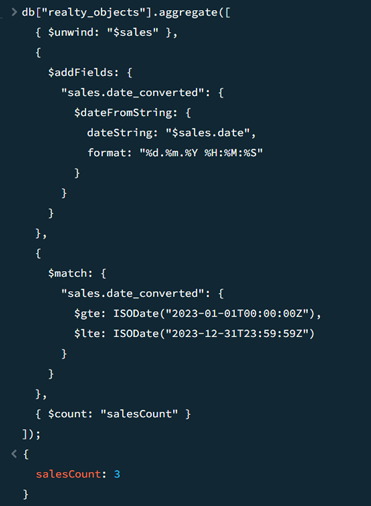 > db["realty_objects"].aggregate([
{ $unwind: "$sales" },
{
$addFields: {
"sales.date_converted": {
$dateFromString: {
dateString: "$sales.date",
format: "%d.%m.%Y %H:%M:%S"
}
}
}
},
{
$match: {
"sales.date_converted": {
$gte: ISODate("2023-01-01T00:00:00Z"),
$lte: ISODate("2023-12-31T23:59:59Z")
}
}
},
{ $count: "salesCount" }
]);
< {
salesCount: 3
}